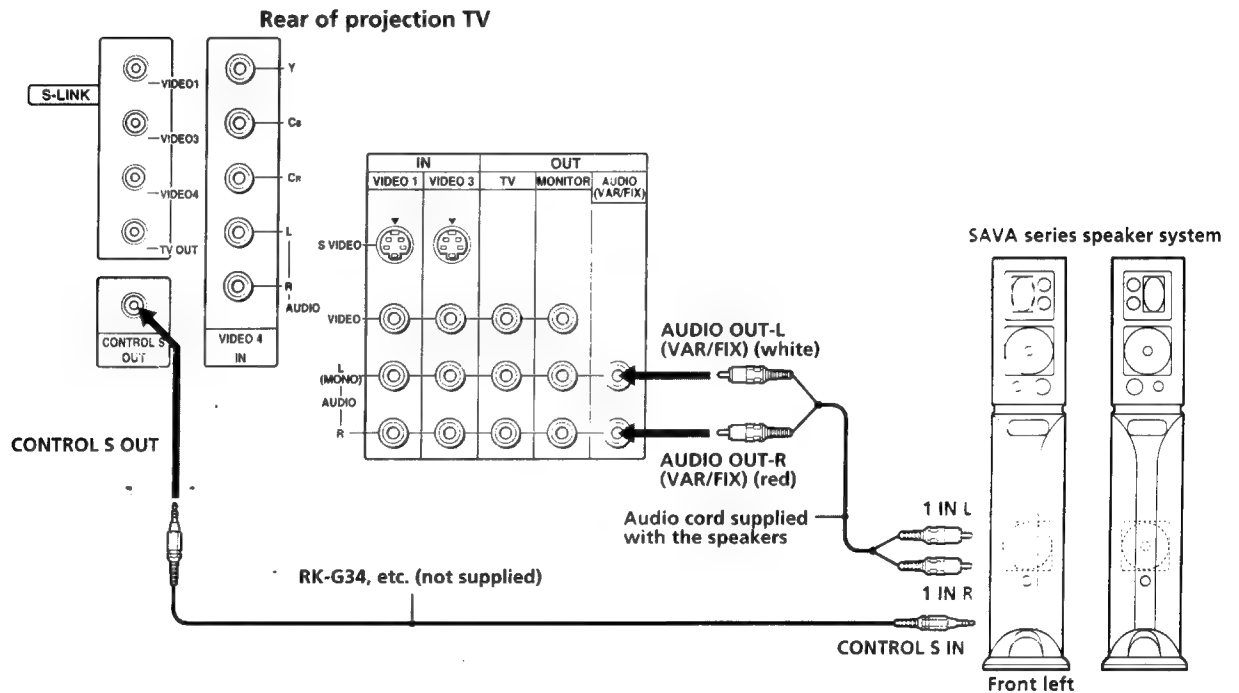 Rear of projection TV
S-LINK
VIDEO1
VIDEO3
VIDEO4
TV OUT
CONTROL S
OUT
Y
CB
CR
L
R
AUDIO
VIDEO 4
IN
IN
OUT
VIDEO 1
VIDEO 3
TV
MONITOR
AUDIO
(VAR/FIX)
S VIDEO
VIDEO
L
(MONO)
AUDIO
R
CONTROL S OUT
AUDIO OUT-L
(VAR/FIX) (white)
AUDIO OUT-R
(VAR/FIX) (red)
Audio cord supplied
with the speakers
RK-G34, etc. (not supplied)
SAVA series speaker system
1 IN L
1 IN R
CONTROL S IN
Front left